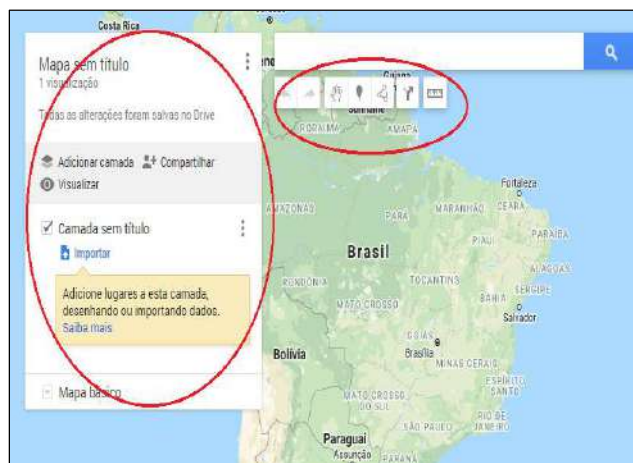 Costa Rica
Mapa sem título
1 visualização
Todas as alterações foram salvas no Drive
Adicionar camada
Compartilhar
Visualizar
Camada sem título
Importar
Adicione lugares a esta camada,
desenhando ou importando dados.
Saiba mais
Mapa básico
Suriname
RORAIMA
AMAPÁ
Fortaleza
AMAZONAS
PARÁ
MARANHÃO
CEARÁ
PARAÍBA
PIAUÍ
Brasil
ALAGOAS
SERGIPE
RONDÔNIA
TOCANTINS
BAHIA
MATO GROSSO
Salvador
GOIÁS
Brasília
Bolívia
MINAS GERAIS
ESPÍRITO
SANTO
MATO GROSSO
DO SUL
RIO DE
JANEIRO
SÃO PAULO
Paraguai
Assunção
PARANÁ